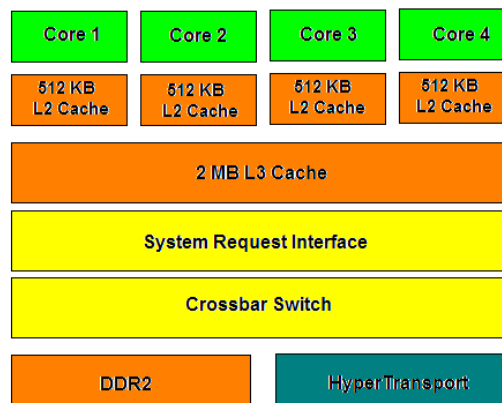 Core 1
Core 2
Core 3
Core 4
512 KB
L2 Cache
512 KB
L2 Cache
512 KB
L2 Cache
512 KB
L2 Cache
2 MB L3 Cache
System Request Interface
Crossbar Switch
DDR2
HyperTransport